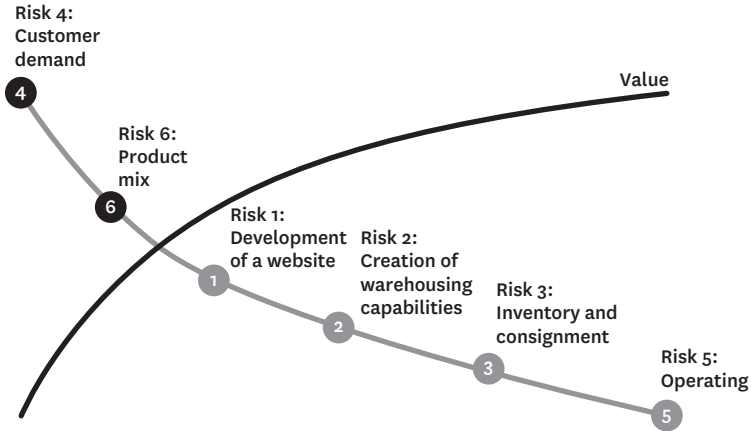 Risk 4:
Customer
demand
4
Value
Risk 6:
Product
mix
6
Risk 1:
Development
of a website
1
Risk 2:
Creation of
warehousing
capabilities
2
Risk 3:
Inventory and
consignment
3
Risk 5:
Operating
5